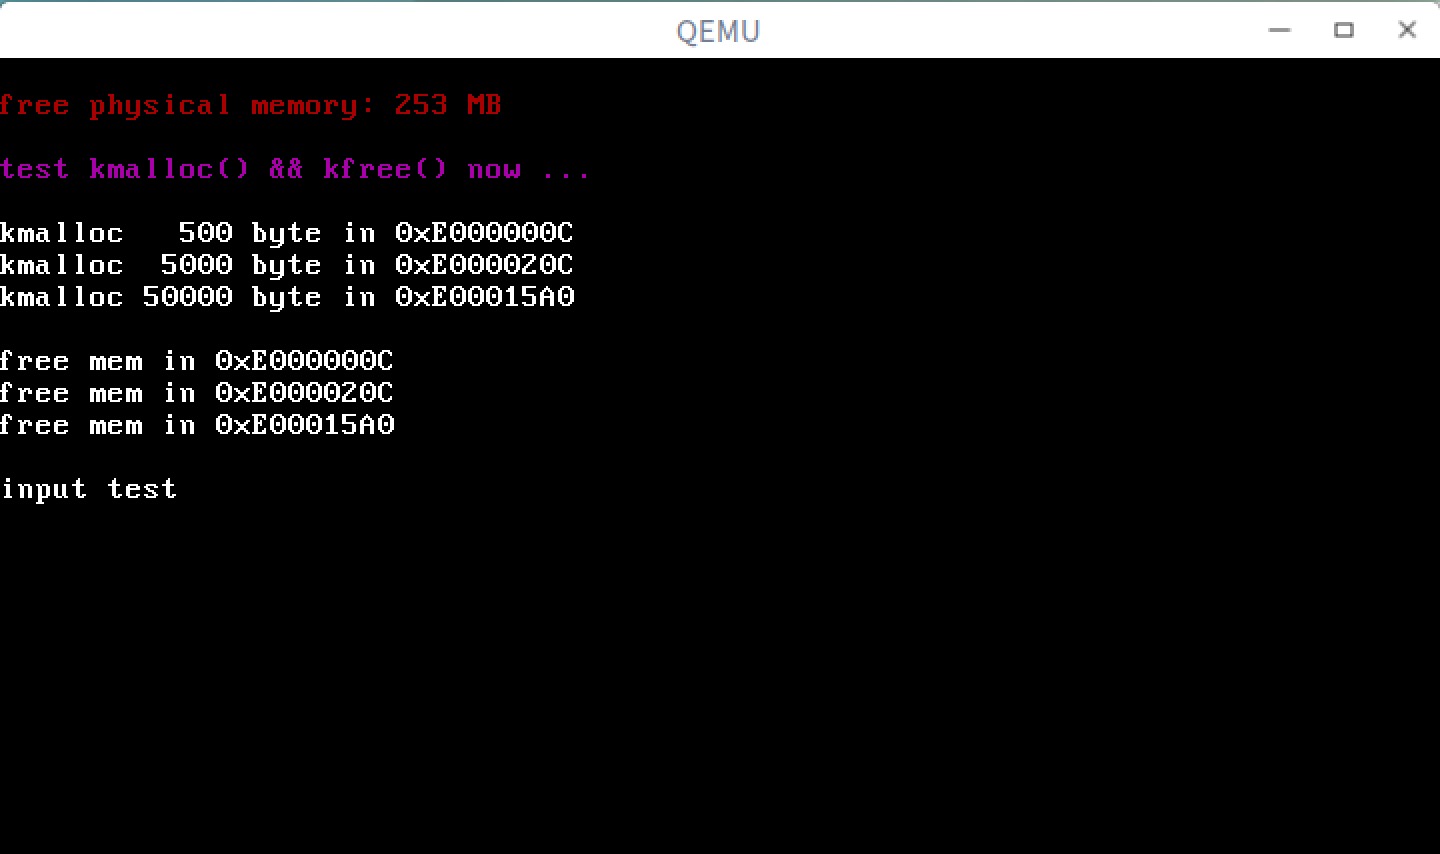 QEMU
free physical memory: 253 MB
test kmalloc() && kfree() now ...
kmalloc   500 byte in 0xE000000C
kmalloc  5000 byte in 0xE000020C
kmalloc 50000 byte in 0xE00015A0
free mem in 0xE000000C
free mem in 0xE000020C
free mem in 0xE00015A0
input test